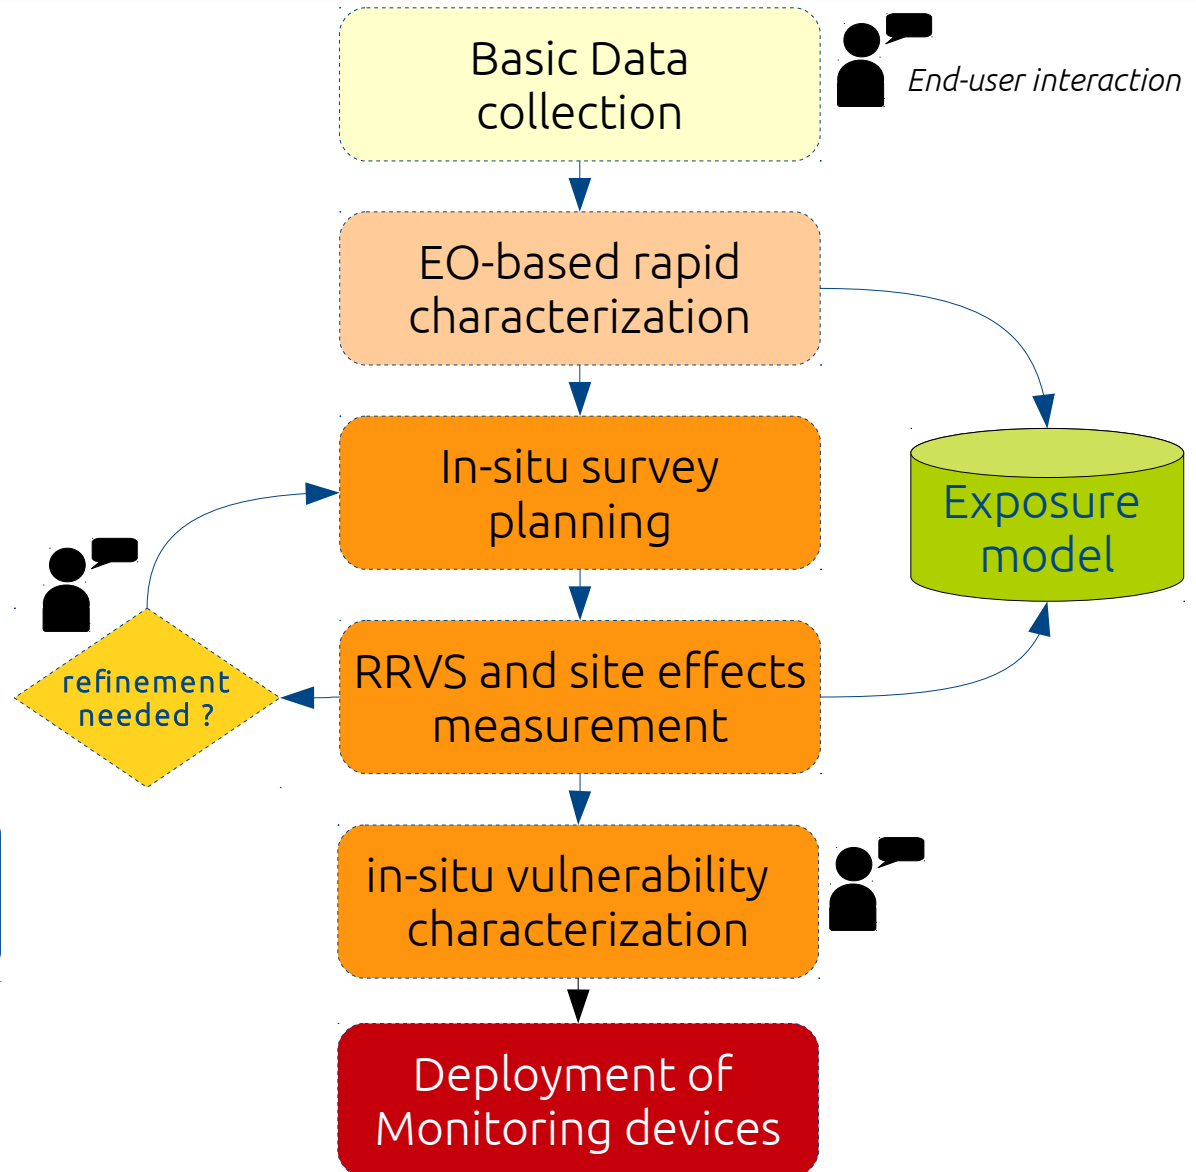 Basic Data
collection
End-user interaction
EO-based rapid
characterization
In-situ survey
planning
Exposure
model
refinement
needed ?
RRVS and site effects
measurement
in-situ vulnerability
characterization
Deployment of
Monitoring devices